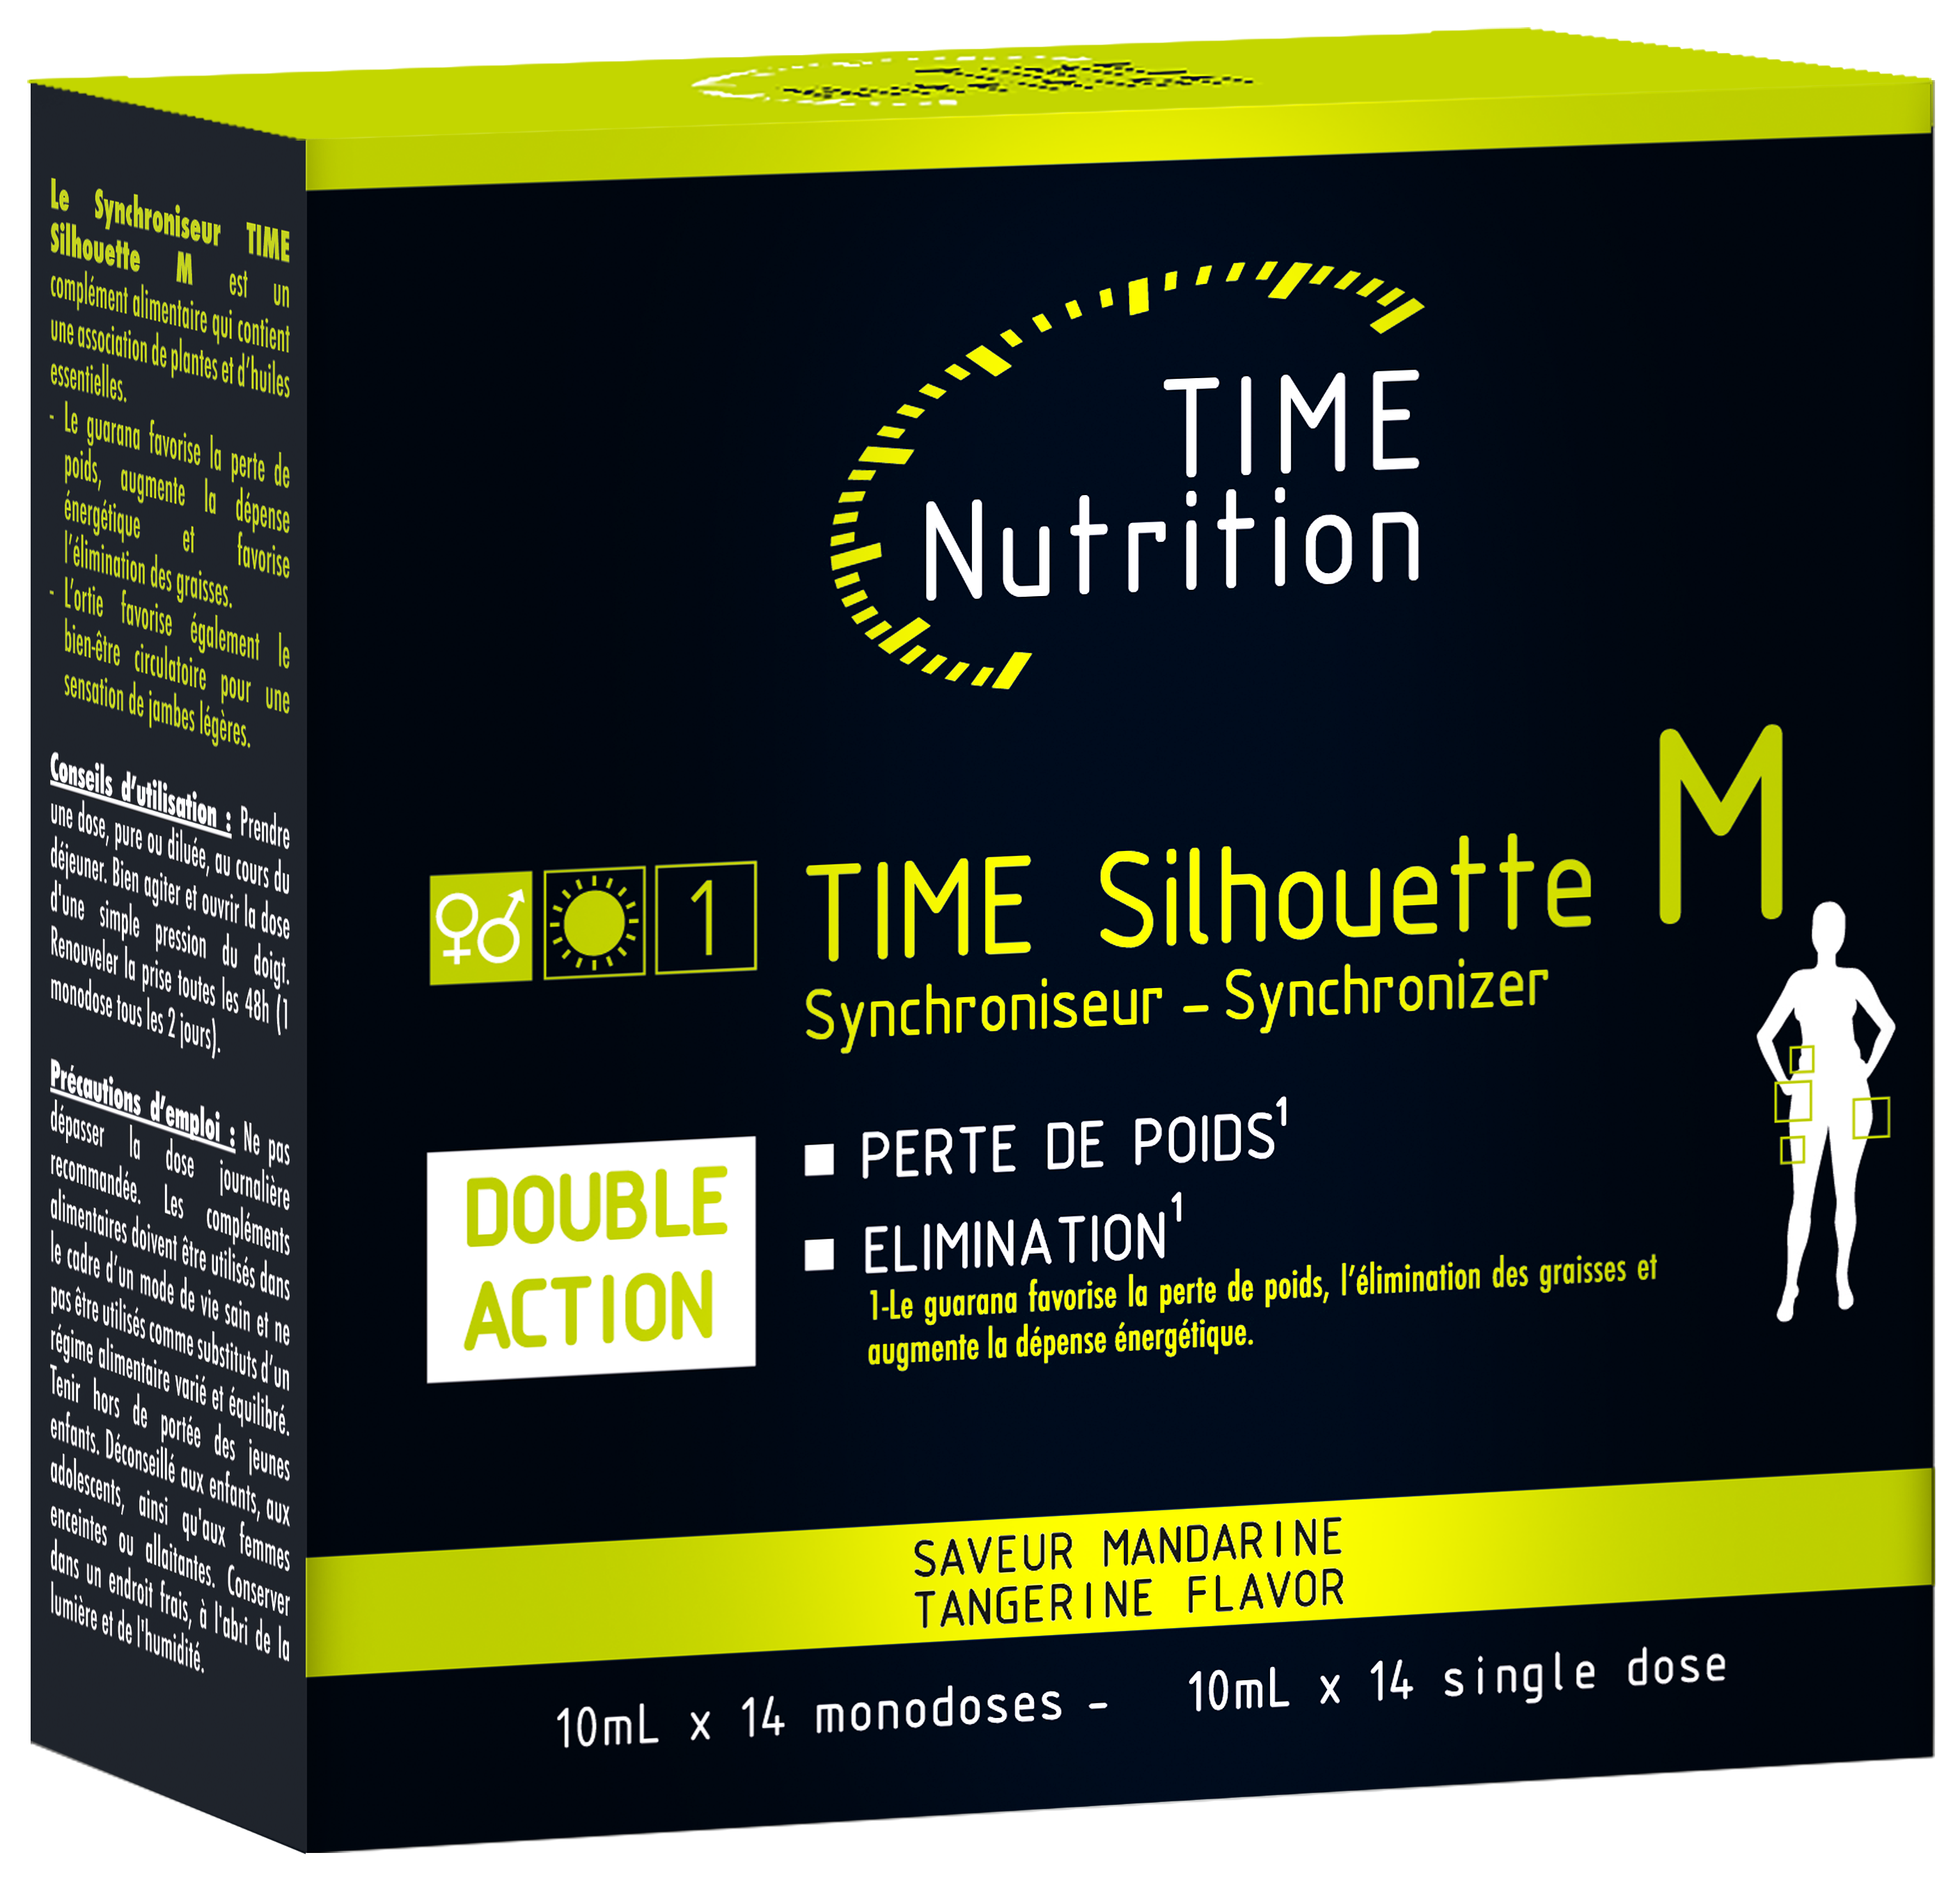 Le Synchroniseur TIME
Silhouette M est un
complément alimentaire qui contient
une association de plantes et d'huiles
essentielles.
- Le guarana favorise la perte de
poids, augmente la dépense
énergétique et favorise
l'élimination des graisses.
- L'ortie favorise également le
bien-être circulatoire pour une
sensation de jambes légères.
Conseils d'utilisation : Prendre
une dose, pure ou diluée, au cours du
déjeuner. Bien agiter et ouvrir la dose
d'une simple pression du doigt.
Renouveler la prise toutes les 48h (1
monodose tous les 2 jours).
Précautions d'emploi : Ne pas
dépasser la dose journalière
recommandée. Les compléments
alimentaires doivent être utilisés dans
le cadre d'un mode de vie sain et ne
pas être utilisés comme substituts d'un
régime alimentaire varié et équilibré.
Tenir hors de portée des jeunes
enfants. Déconseillé aux enfants, aux
adolescents, ainsi qu'aux femmes
enceintes ou allaitantes. Conserver
dans un endroit frais, à l'abri de la
lumière et de l'humidité.
TIME
Nutrition
1
TIME Silhouette M
Synchroniseur - Synchronizer
DOUBLE
ACTION
■ PERTE DE POIDS¹
■ ELIMINATION¹
1-Le guarana favorise la perte de poids, l'élimination des graisses et
augmente la dépense énergétique.
SAVEUR MANDARINE
TANGERINE FLAVOR
10mL x 14 monodoses - 10mL x 14 single dose